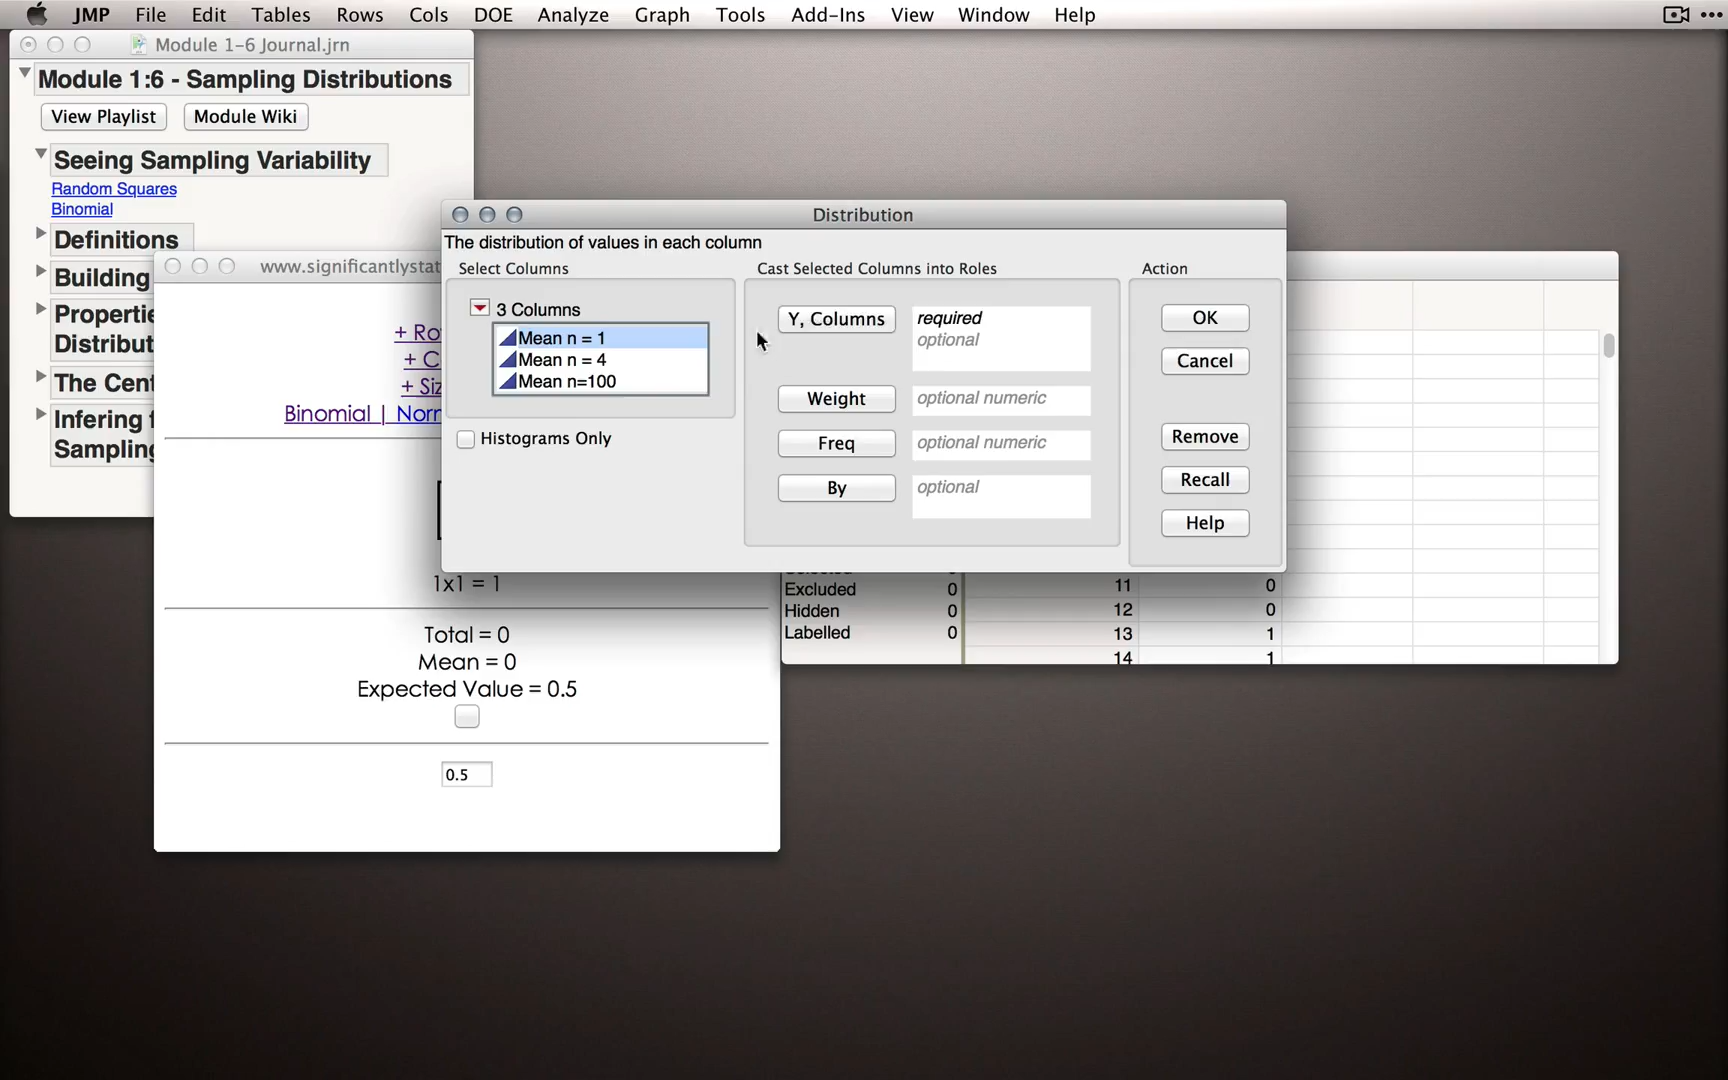 JMP File Edit Tables Rows Cols DOE Analyze Graph Tools Add-Ins View Window Help
Module 1-6 Journal.jrn
Module 1:6 - Sampling Distributions
View Playlist Module Wiki
Seeing Sampling Variability
Random Squares
Binomial
Definitions
Building
Propertie
Distribut
The Cent
Infering f
Sampling
www.significantlystat
+ Ro
+ C
+ Siz
Binomial | Norr
1x1 = 1
Total = 0
Mean = 0
Expected Value = 0.5
0.5
Distribution
The distribution of values in each column
Select Columns
3 Columns
Mean n = 1
Mean n = 4
Mean n=100
Histograms Only
Cast Selected Columns into Roles
Y, Columns required
optional
Weight optional numeric
Freq optional numeric
By optional
Action
OK
Cancel
Remove
Recall
Help
Excluded 0
Hidden 0
Labelled 0
11 0
12 0
13 1
14 1